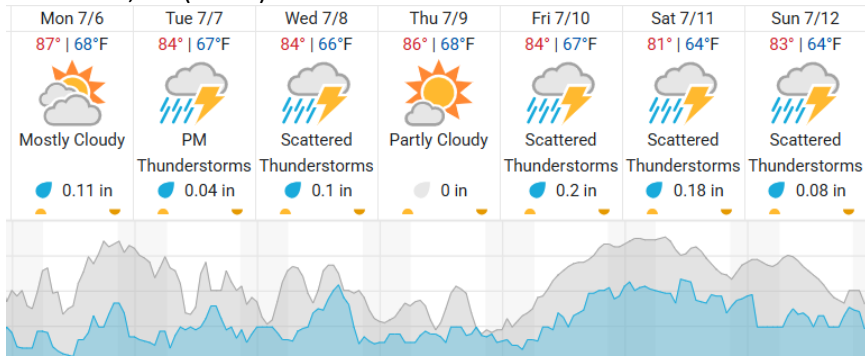 Mon 7/6 Tue 7/7 Wed 7/8 Thu 7/9 Fri 7/10 Sat 7/11 Sun 7/12
87° | 68°F 84° | 67°F 84° | 66°F 86° | 68°F 84° | 67°F 81° | 64°F 83° | 64°F
Mostly Cloudy PM Scattered Partly Cloudy Scattered Scattered Scattered
Thunderstorms Thunderstorms Thunderstorms Thunderstorms Thunderstorms
0.11 in 0.04 in 0.1 in 0 in 0.2 in 0.18 in 0.08 in